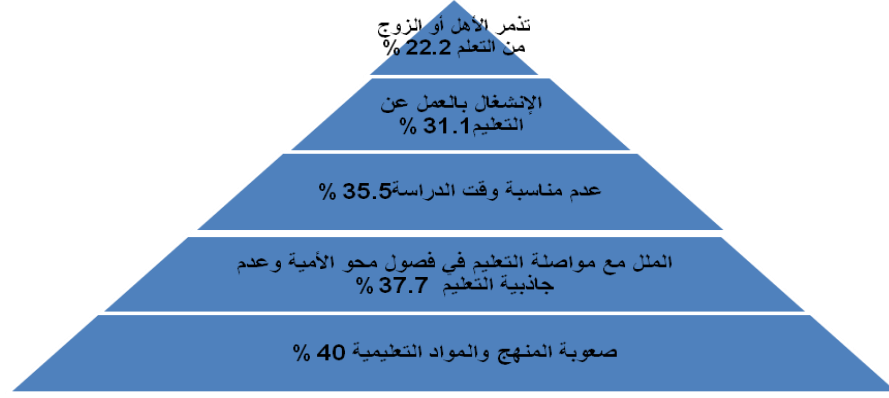 تذمر الأهل أو الزوج
من التعلم 22.2 %
الإنشغال بالعمل عن
التعليم31.1 %
عدم مناسبة وقت الدراسة35.5 %
الملل مع مواصلة التعليم في فصول محو الأمية وعدم
جاذبية التعليم 37.7 %
صعوبة المنهج والمواد التعليمية 40 %